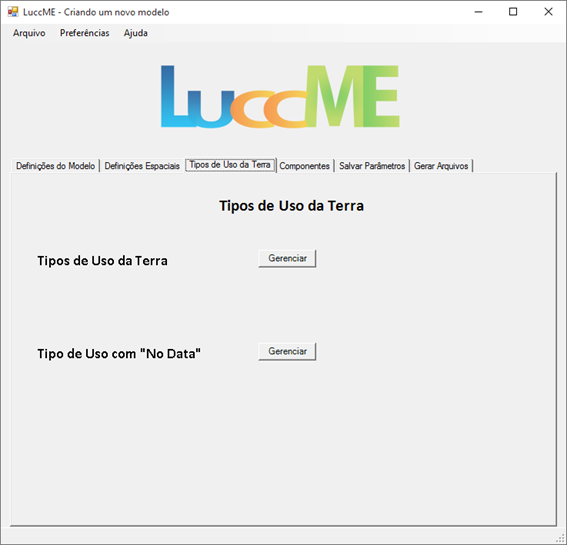 LuccME - Criando um novo modelo
Arquivo Preferências Ajuda
LuccME
Definições do Modelo Definições Espaciais Tipos de Uso da Terra Componentes Salvar Parâmetros Gerar Arquivos
Tipos de Uso da Terra
Tipos de Uso da Terra Gerenciar
Tipo de Uso com "No Data" Gerenciar